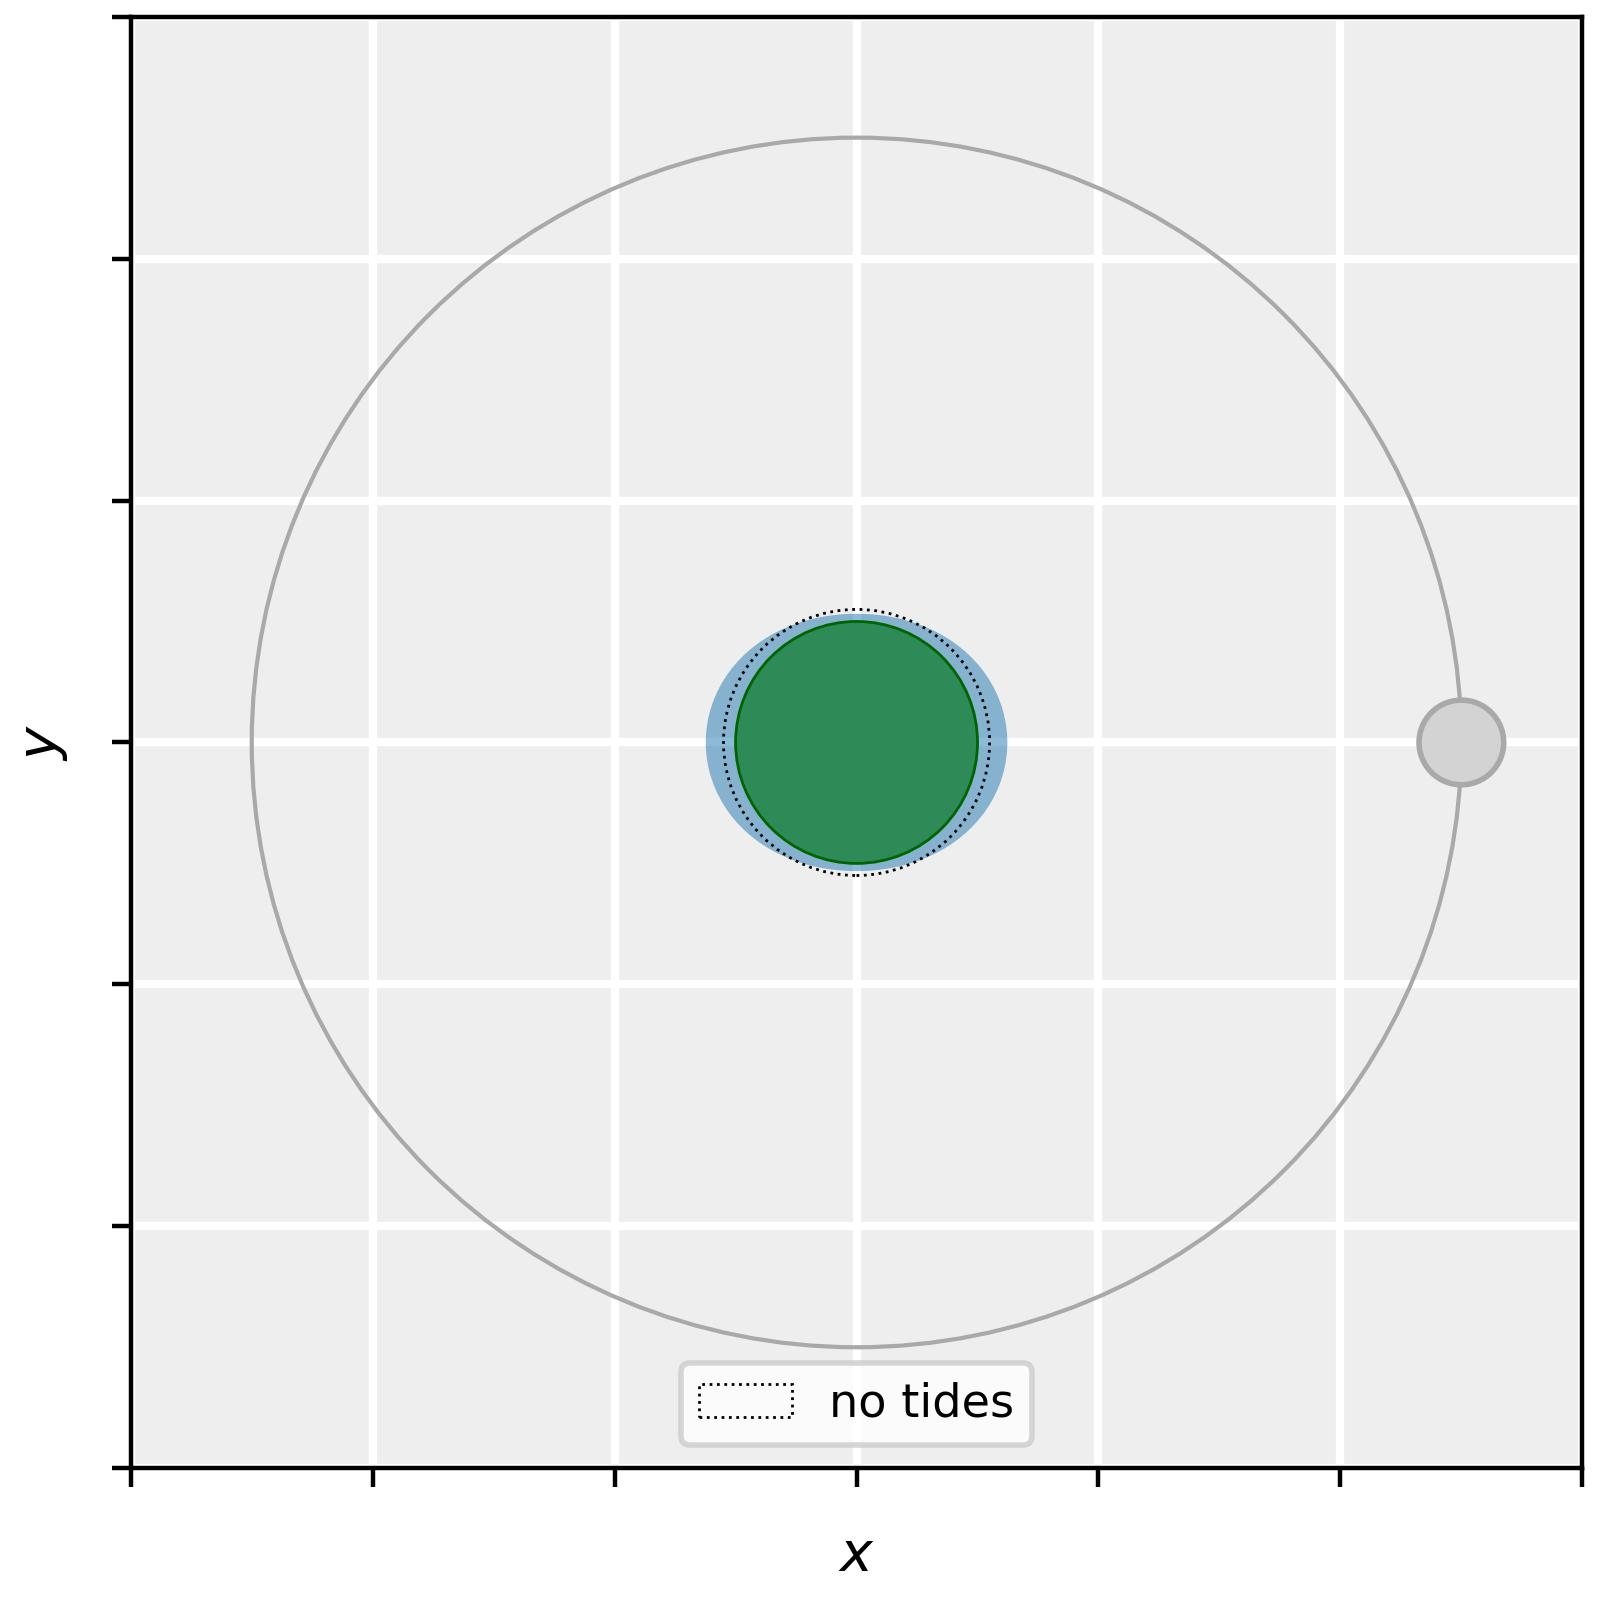 y
no tides
x